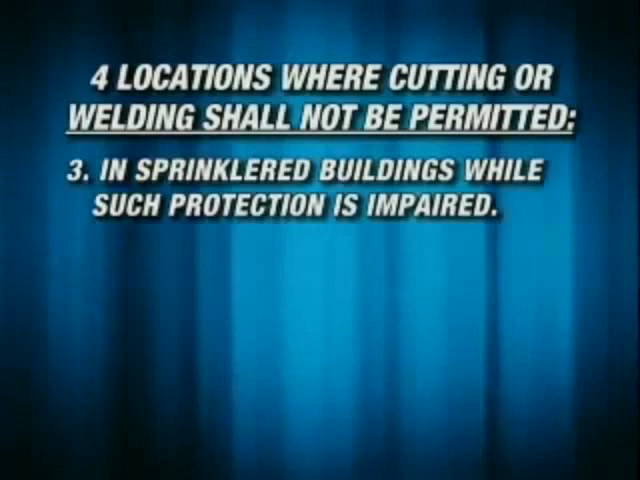 4 LOCATIONS WHERE CUTTING OR
WELDING SHALL NOT BE PERMITTED:
3. IN SPRINKLERED BUILDINGS WHILE
SUCH PROTECTION IS IMPAIRED.